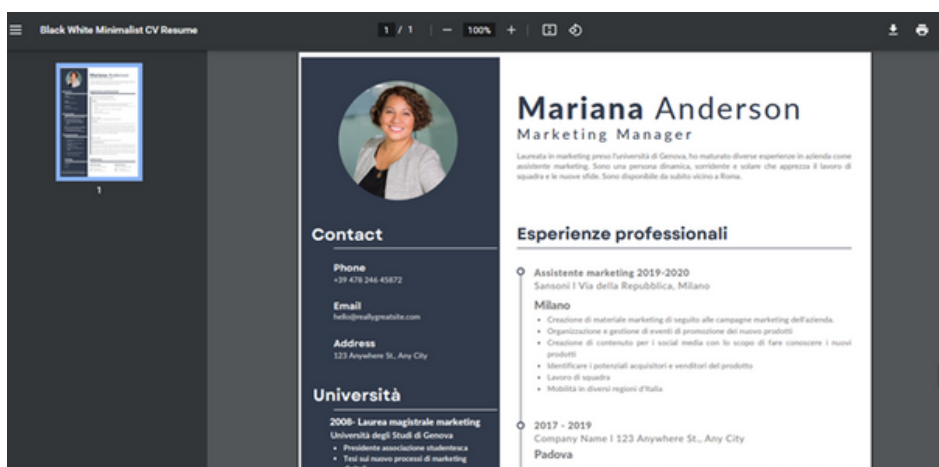 Black White Minimalist CV Resume
1 / 1
100%
1
Mariana Anderson
Marketing Manager
Laureata in marketing preso l'università di Genova, ho maturato diverse esperienze in azienda come
assistente marketing. Sono una persona dinamica, sorridente e solare che apprezza il lavoro di
squadra e le nuove sfide. Sono disponibile da subito vicino a Roma.
Contact
Phone
+39 478 246 45872
Email
hello@reallygreatsite.com
Address
123 Anywhere St., Any City
Università
2008- Laurea magistrale marketing
Università degli Studi di Genova
• Presidente associazione studentesca
• Tesi sui nuovo processi di marketing
Esperienze professionali
Assistente marketing 2019-2020
Sansoni I Via della Repubblica, Milano
Milano
• Creazione di materiale marketing di seguito alle campagne marketing dell'azienda.
• Organizzazione e gestione di eventi di promozione dei nuovo prodotti
• Creazione di contenuto per i social media con lo scopo di fare conoscere i nuovi
prodotti
• Identificare i potenziali acquisitori e venditori del prodotto
• Lavoro di squadra
• Mobilità in diversi regioni d'Italia
2017 - 2019
Company Name I 123 Anywhere St., Any City
Padova